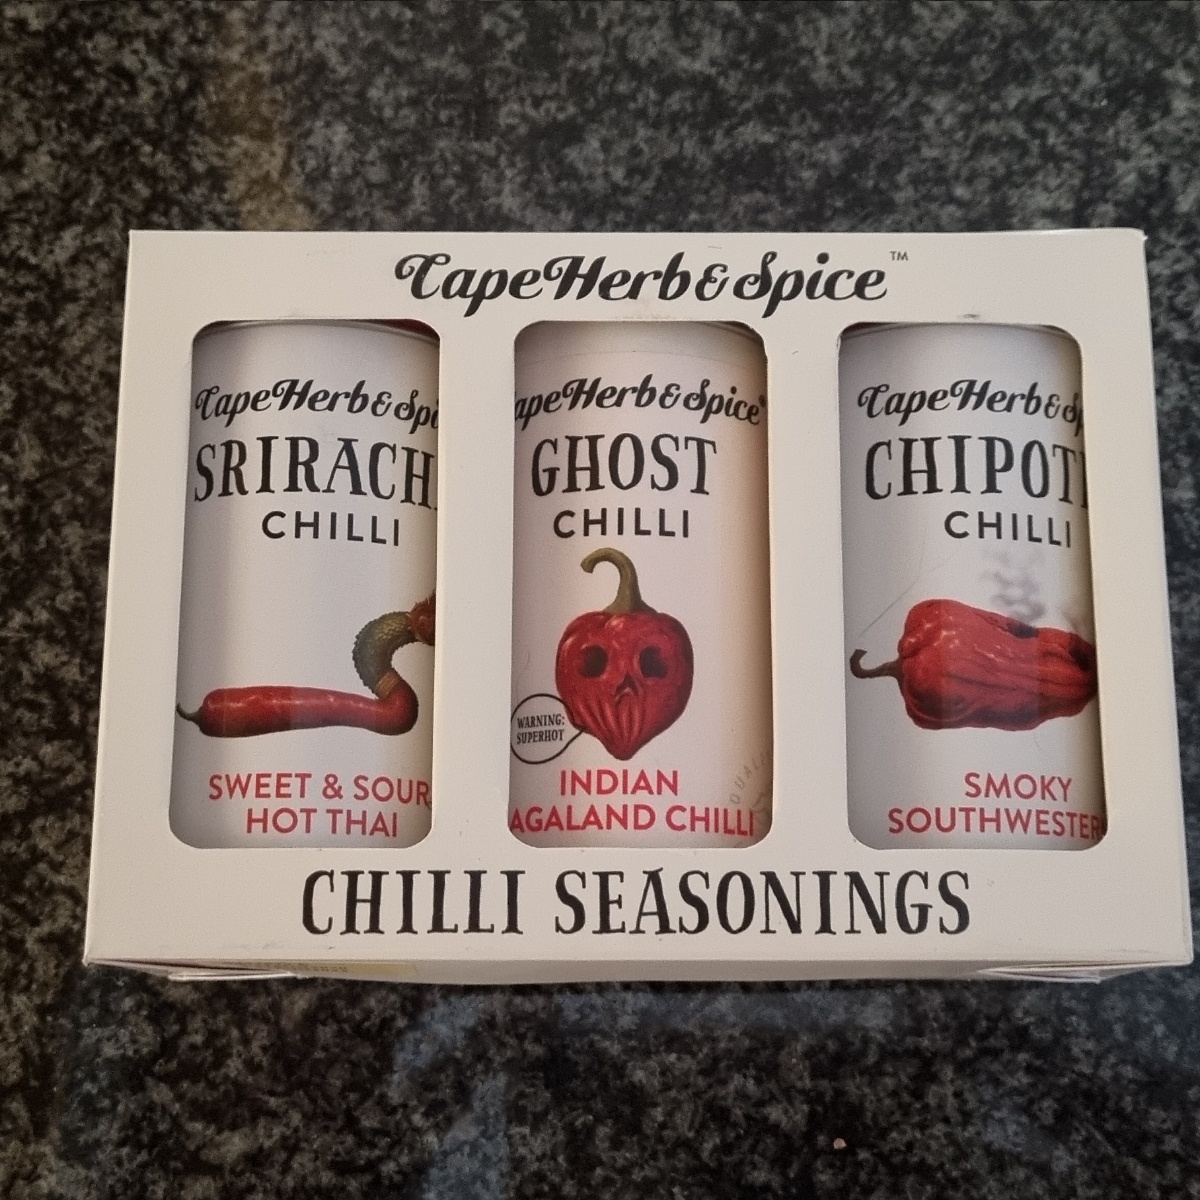 CapeHerb&Spice™
CapeHerb&Spi
SRIRACH
CHILLI
SWEET & SOUR
HOT THAI
apeHerb&Spice
GHOST
CHILLI
WARNING:
SUPERHOT
INDIAN
AGALAND CHILLI
QUALI
CapeHerb&S
CHIPOT
CHILLI
SMOKY
SOUTHWESTER
CHILLI SEASONINGS